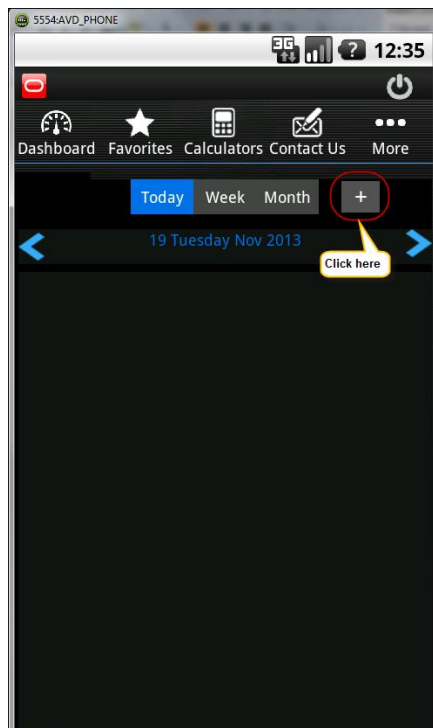 5554:AVD_PHONE
3G ? 12:35
Dashboard Favorites Calculators Contact Us More
Today Week Month +
19 Tuesday Nov 2013
Click here